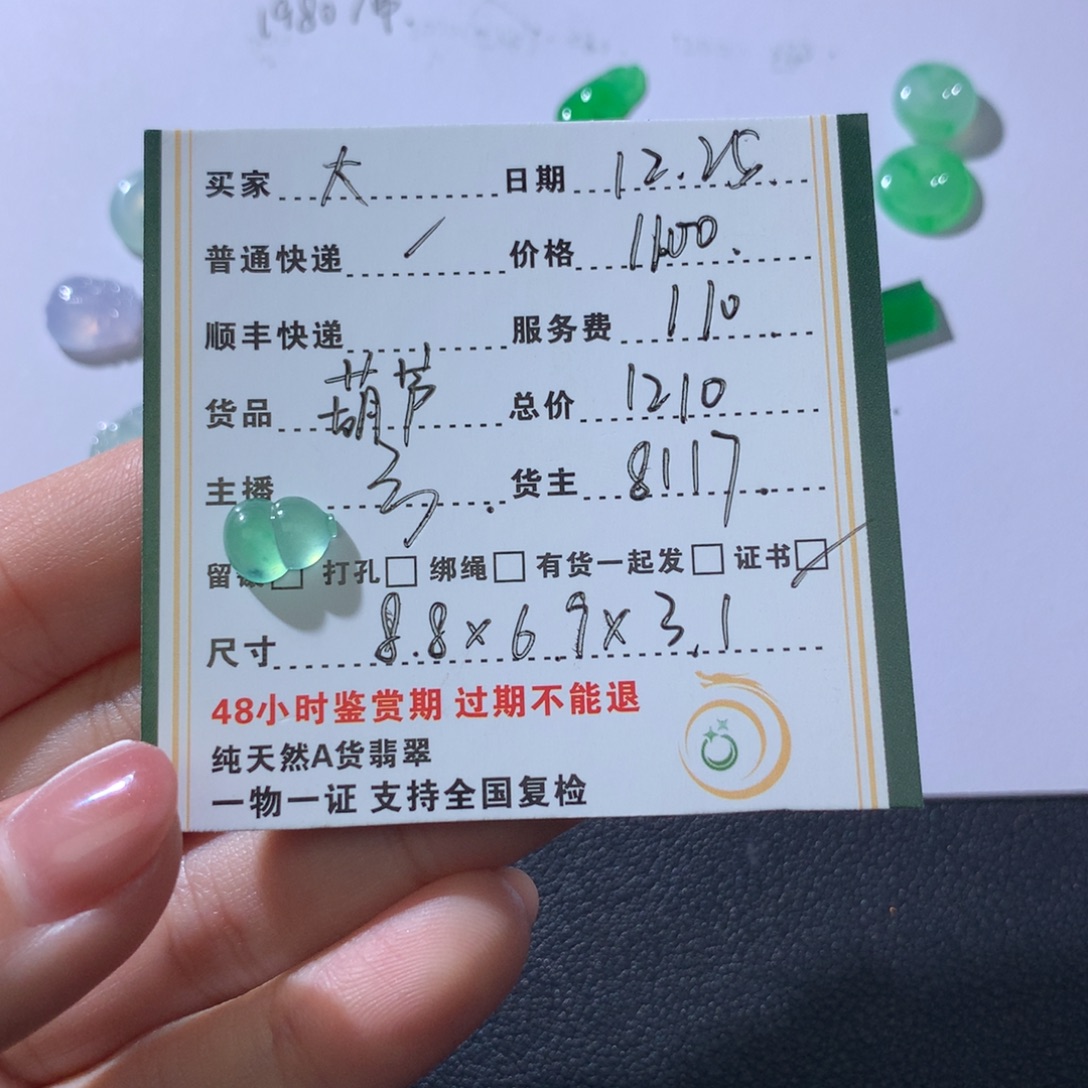 1980
买家 大 日期 12.25.
普通快递 价格 1100.
顺丰快递 服务费 110
货品 葫芦 总价 1210
主播 货主 8117.
留 打孔□ 绑绳□ 有货一起发□ 证书□
尺寸 8.8×6.9×3.1
48小时鉴赏期 过期不能退
纯天然A货翡翠
一物一证 支持全国复检